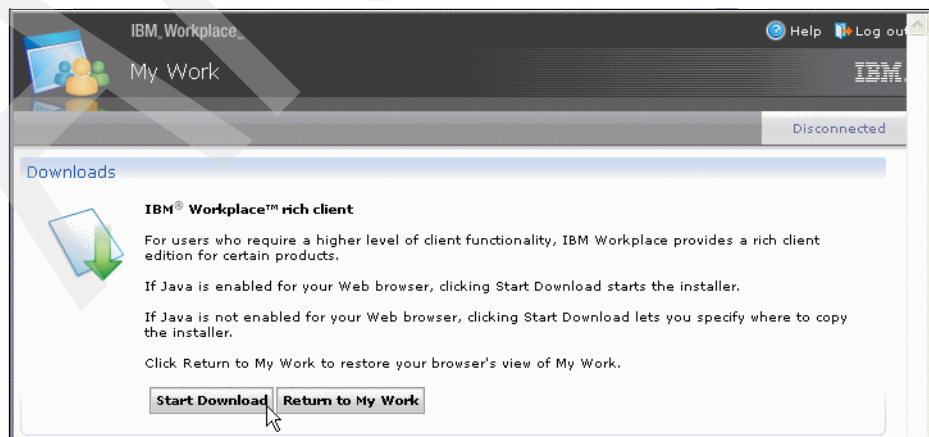 IBM® Workplace™
Help Log out
My Work
IBM.
Disconnected
Downloads
IBM® Workplace™ rich client
For users who require a higher level of client functionality, IBM Workplace provides a rich client
edition for certain products.
If Java is enabled for your Web browser, clicking Start Download starts the installer.
If Java is not enabled for your Web browser, clicking Start Download lets you specify where to copy
the installer.
Click Return to My Work to restore your browser's view of My Work.
Start Download Return to My Work